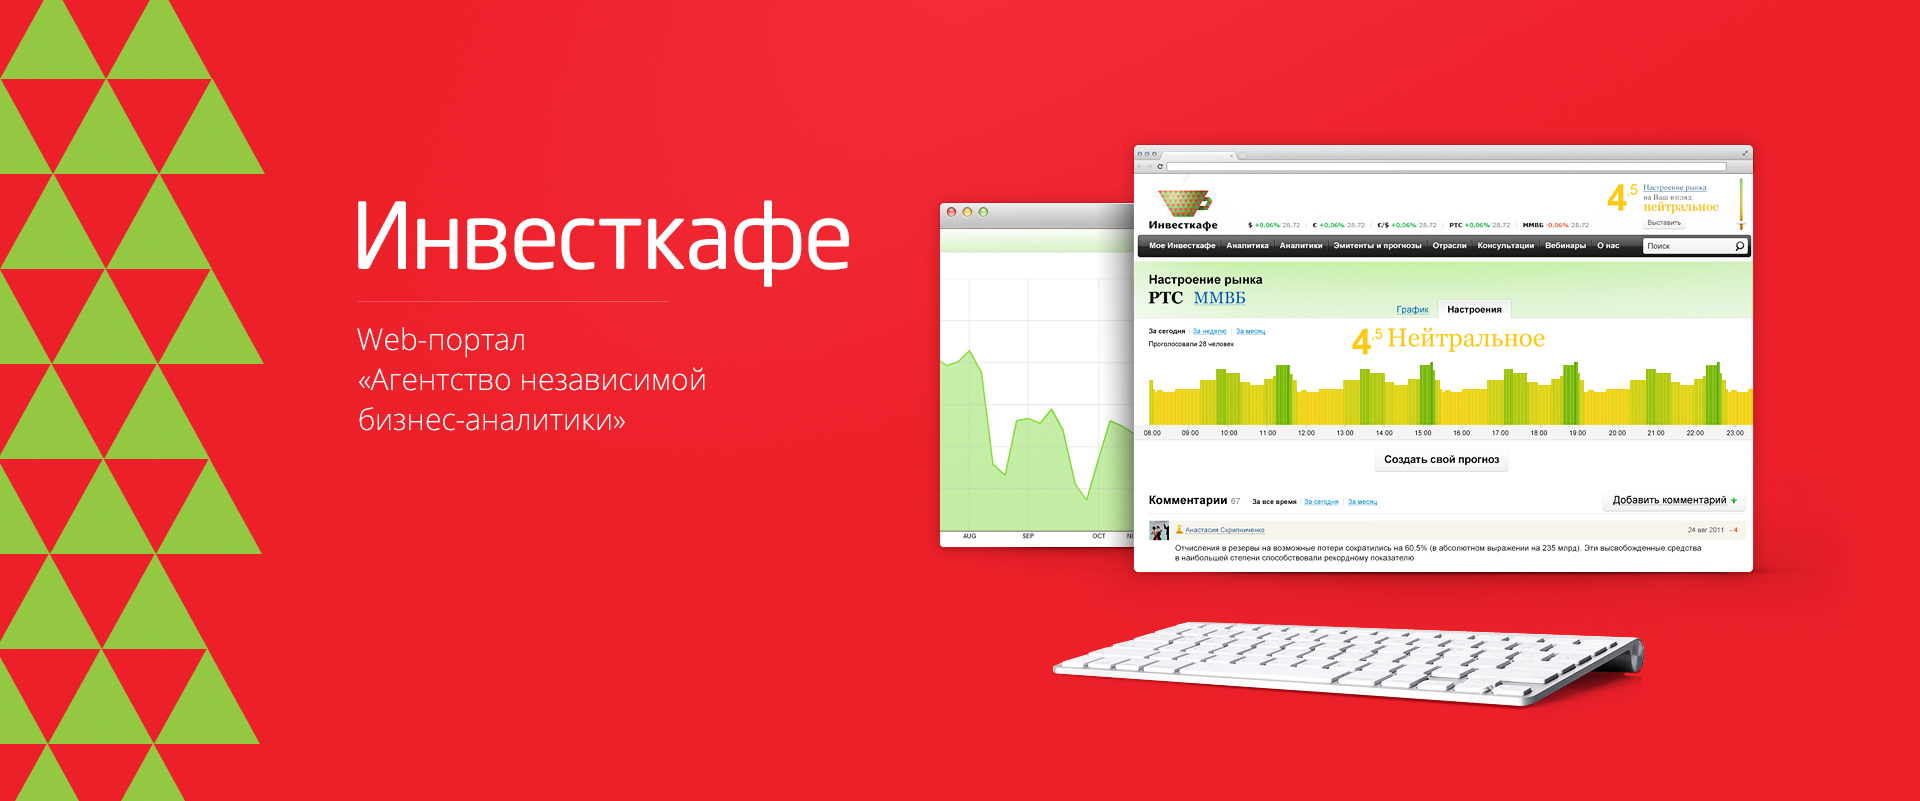 Инвесткафе
Web-портал
«Агентство независимой
бизнес-аналитики»
AUG SEP OCT
Инвесткафе
$ +0,06%/28,72 € +0,06%/28,72 €/$ +0,06%/28,72 РТС +0,06%/28,72 ММВБ -0,06%/28,72
4,5 Настроение рынка
на Ваш взгляд:
нейтральное
Выставить
Мое Инвесткафе Аналитика Аналитики Эмитенты и прогнозы Отрасли Консультации Вебинары О нас Поиск
Настроение рынка
РТС ММВБ
График Настроения
За сегодня За неделю За месяц
Проголосовали 28 человек
4,5 Нейтральное
08:00 09:00 10:00 11:00 12:00 13:00 14:00 15:00 16:00 17:00 18:00 19:00 20:00 21:00 22:00 23:00
Создать свой прогноз
Комментарии 67 За все время За сегодня За месяц Добавить комментарий +
Анастасия Скрипниченко 24 авг 2011 - 4
Отчисления в резервы на возможные потери сократились на 60,5% (в абсолютном выражении на 235 млрд). Эти высвобожденные средства
в наибольшей степени способствовали рекордному показателю